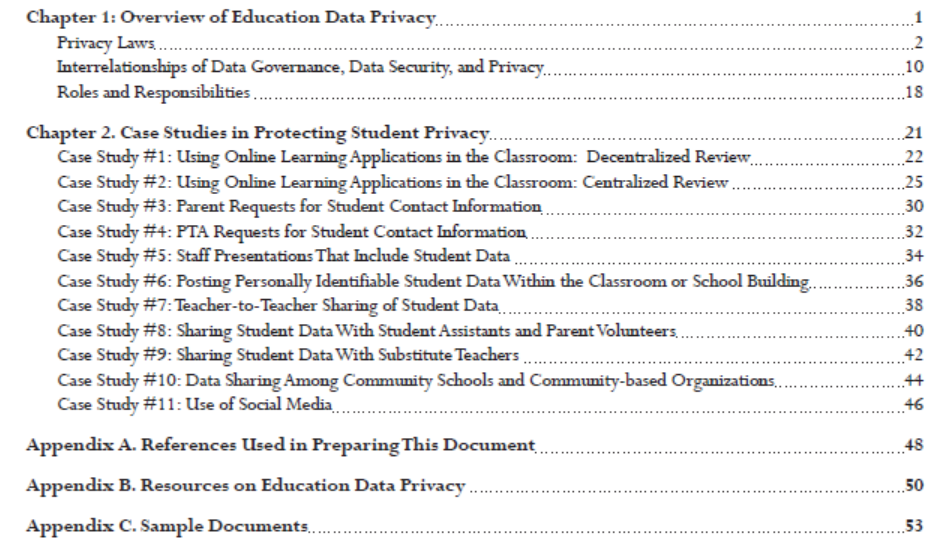 Chapter 1: Overview of Education Data Privacy 1
Privacy Laws 2
Interrelationships of Data Governance, Data Security, and Privacy 10
Roles and Responsibilities 18
Chapter 2. Case Studies in Protecting Student Privacy 21
Case Study #1: Using Online Learning Applications in the Classroom: Decentralized Review 22
Case Study #2: Using Online Learning Applications in the Classroom: Centralized Review 25
Case Study #3: Parent Requests for Student Contact Information 30
Case Study #4: PTA Requests for Student Contact Information 32
Case Study #5: Staff Presentations That Include Student Data 34
Case Study #6: Posting Personally Identifiable Student Data Within the Classroom or School Building 36
Case Study #7: Teacher-to-Teacher Sharing of Student Data 38
Case Study #8: Sharing Student Data With Student Assistants and Parent Volunteers 40
Case Study #9: Sharing Student Data With Substitute Teachers 42
Case Study #10: Data Sharing Among Community Schools and Community-based Organizations 44
Case Study #11: Use of Social Media 46
Appendix A. References Used in Preparing This Document 48
Appendix B. Resources on Education Data Privacy 50
Appendix C. Sample Documents 53